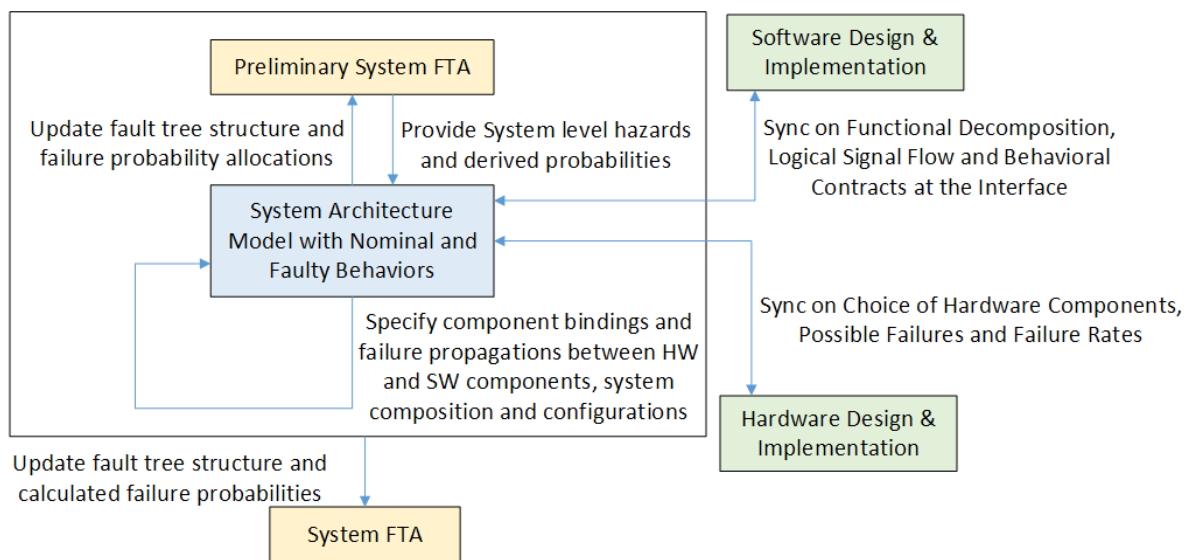 Preliminary System FTA
Software Design &
Implementation
Update fault tree structure and
failure probability allocations
Provide System level hazards
and derived probabilities
Sync on Functional Decomposition,
Logical Signal Flow and Behavioral
Contracts at the Interface
System Architecture
Model with Nominal and
Faulty Behaviors
Sync on Choice of Hardware Components,
Possible Failures and Failure Rates
Specify component bindings and
failure propagations between HW
and SW components, system
composition and configurations
Hardware Design &
Implementation
Update fault tree structure and
calculated failure probabilities
System FTA